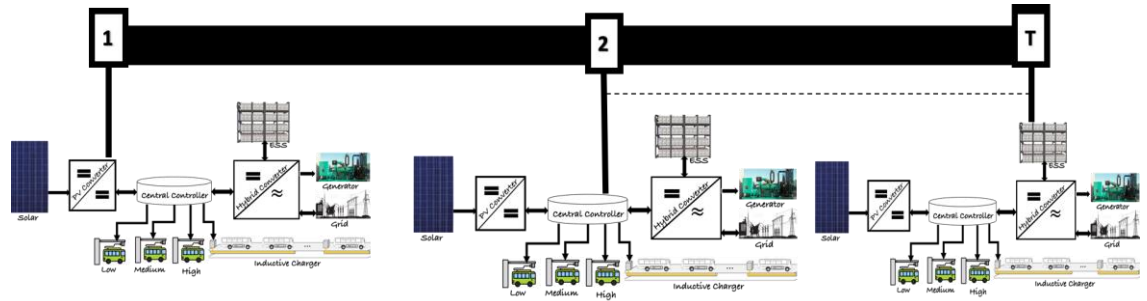 1
2
T
ESS
Solar
PV Converter
Central Controller
Hybrid Converter
Generator
Grid
Low
Medium
High
Inductive Charger
ESS
Solar
PV Converter
Central Controller
Hybrid Converter
Generator
Grid
Low
Medium
High
Inductive Charger
ESS
Solar
PV Converter
Central Controller
Hybrid Converter
Generator
Grid
Low
Medium
High
Inductive Charger